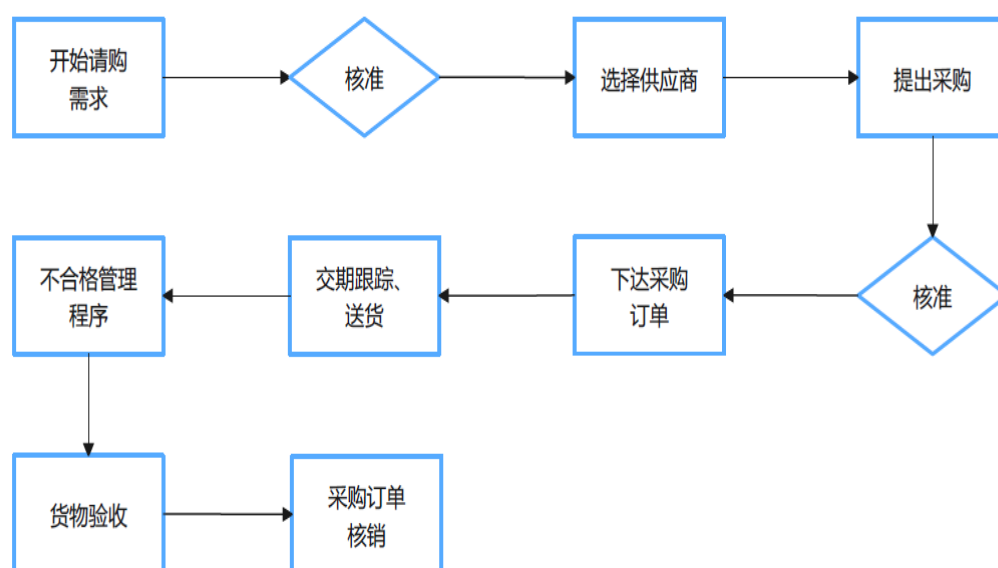 开始请购
需求
核准
选择供应商
提出采购
核准
下达采购
订单
交期跟踪、
送货
不合格管理
程序
货物验收
采购订单
核销